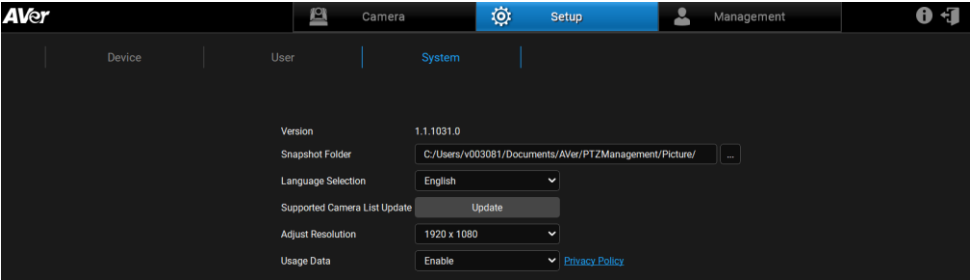 AVer Camera Setup Management
Device User System
Version 1.1.1031.0
Snapshot Folder C:/Users/v003081/Documents/AVer/PTZManagement/Picture/ ...
Language Selection English
Supported Camera List Update Update
Adjust Resolution 1920 x 1080
Usage Data Enable Privacy Policy